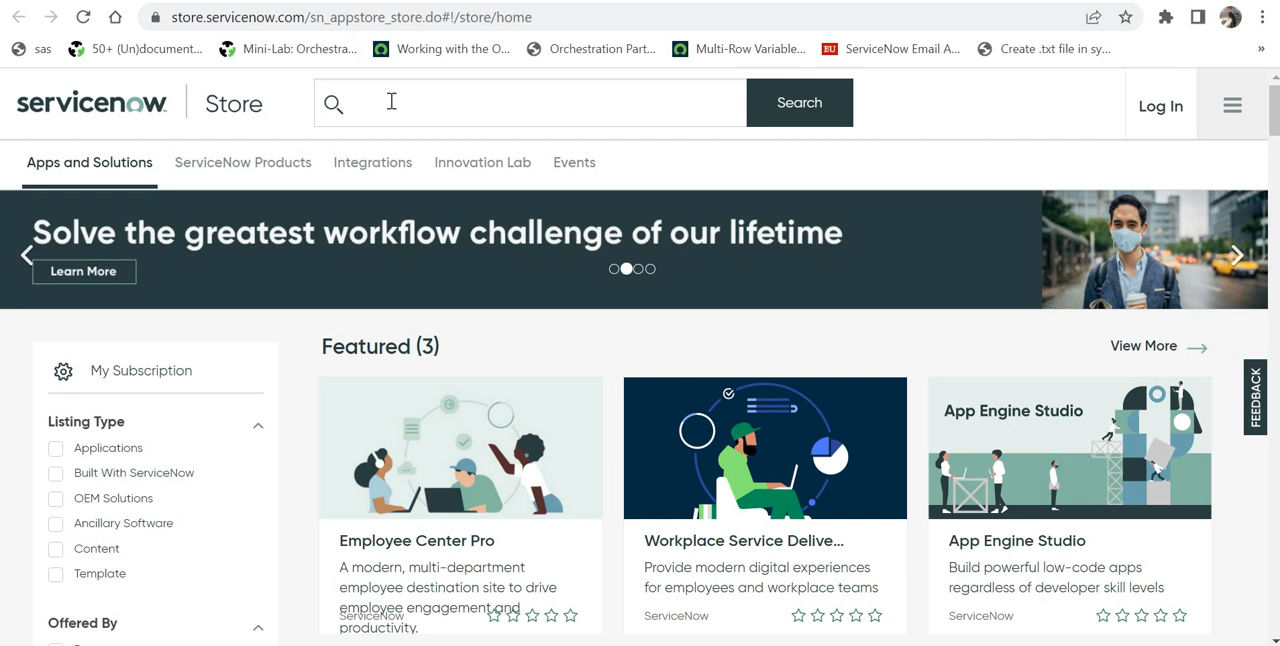 store.servicenow.com/sn_appstore_store.do#!/store/home
sas 50+ (Un)document... Mini-Lab: Orchestra... Working with the O... Orchestration Part... Multi-Row Variable... BU ServiceNow Email A... Create .txt file in sy... »
servicenow Store Search Log In
Apps and Solutions ServiceNow Products Integrations Innovation Lab Events
Solve the greatest workflow challenge of our lifetime
Learn More
My Subscription
Listing Type
Applications
Built With ServiceNow
OEM Solutions
Ancillary Software
Content
Template
Offered By
Featured (3) View More
Employee Center Pro
A modern, multi-department
employee destination site to drive
employee engagement and
productivity.
ServiceNow
Workplace Service Delive...
Provide modern digital experiences
for employees and workplace teams
ServiceNow
App Engine Studio
App Engine Studio
Build powerful low-code apps
regardless of developer skill levels
ServiceNow
FEEDBACK